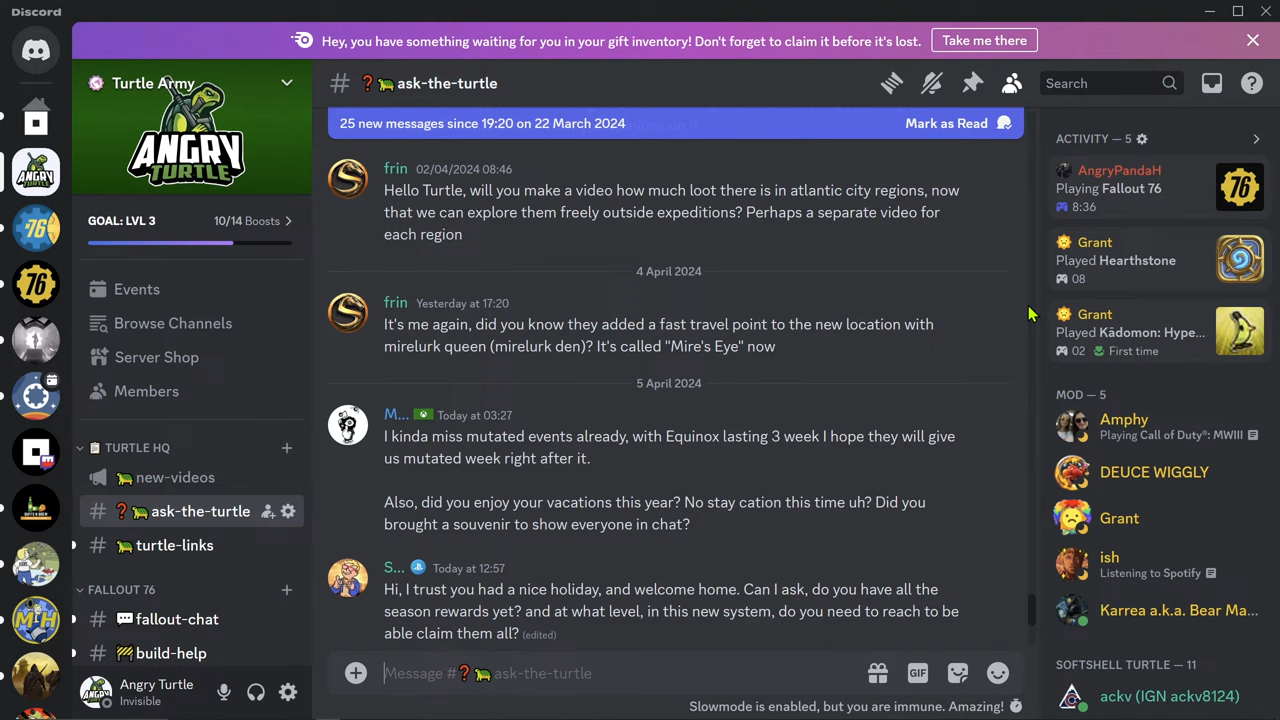 Discord
Hey, you have something waiting for you in your gift inventory! Don't forget to claim it before it's lost.
Take me there
Turtle Army
ANGRY
TURTLE
GOAL: LVL 3
10/14 Boosts
Events
Browse Channels
Server Shop
Members
TURTLE HQ
new-videos
ask-the-turtle
turtle-links
FALLOUT 76
fallout-chat
build-help
Angry Turtle
Invisible
ask-the-turtle
Search
25 new messages since 19:20 on 22 March 2024
Mark as Read
frin 02/04/2024 08:46
Hello Turtle, will you make a video how much loot there is in atlantic city regions, now
that we can explore them freely outside expeditions? Perhaps a separate video for
each region
4 April 2024
frin Yesterday at 17:20
It's me again, did you know they added a fast travel point to the new location with
mirelurk queen (mirelurk den)? It's called "Mire's Eye" now
5 April 2024
M... Today at 03:27
I kinda miss mutated events already, with Equinox lasting 3 week I hope they will give
us mutated week right after it.
Also, did you enjoy your vacations this year? No stay cation this time uh? Did you
brought a souvenir to show everyone in chat?
S... Today at 12:57
Hi, I trust you had a nice holiday, and welcome home. Can I ask, do you have all the
season rewards yet? and at what level, in this new system, do you need to reach to be
able claim them all? (edited)
Message #❓🐢ask-the-turtle
GIF
Slowmode is enabled, but you are immune. Amazing!
ACTIVITY — 5
AngryPandaH
Playing Fallout 76
8:36
76
Grant
Played Hearthstone
08
Grant
Played Kādomon: Hype...
02 First time
MOD — 5
Amphy
Playing Call of Duty®: MWIII
DEUCE WIGGLY
Grant
ish
Listening to Spotify
Karrea a.k.a. Bear Ma...
SOFTSHELL TURTLE — 11
ackv (IGN ackv8124)